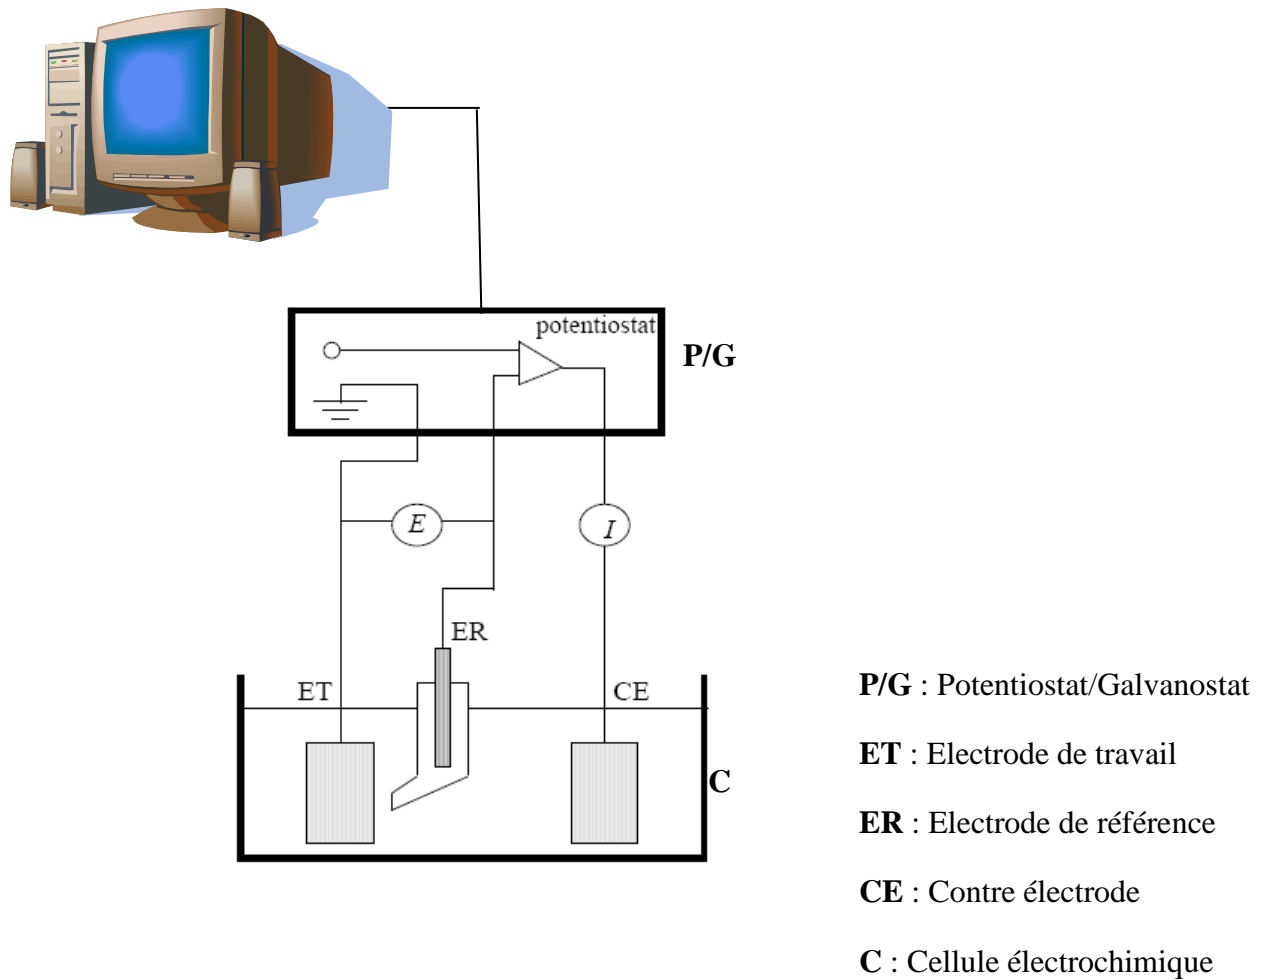 potentiostat
P/G
E
I
ER
ET
CE
C
P/G : Potentiostat/Galvanostat
ET : Electrode de travail
ER : Electrode de référence
CE : Contre électrode
C : Cellule électrochimique